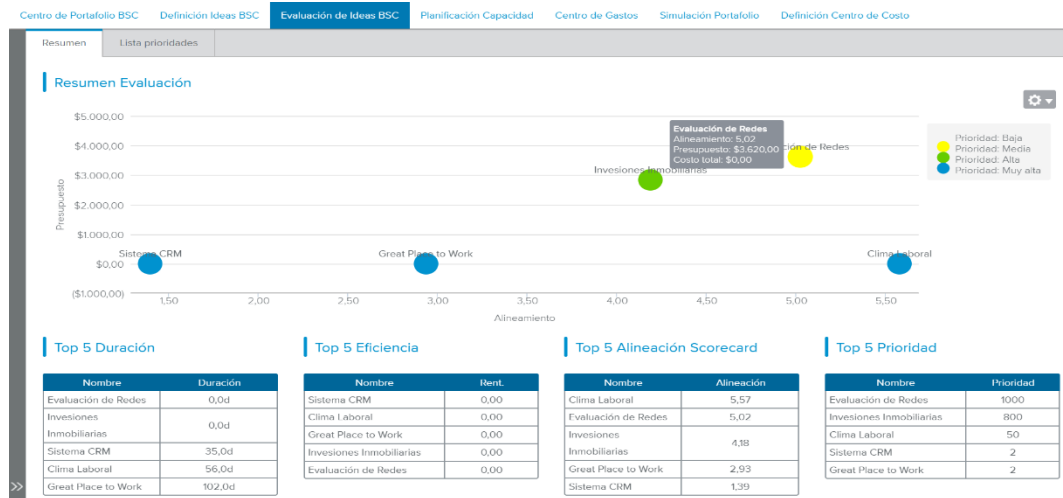 Centro de Portafolio BSC Definición Ideas BSC Evaluación de Ideas BSC Planificación Capacidad Centro de Gastos Simulación Portafolio Definición Centro de Costo
Resumen Lista prioridades
Resumen Evaluación
$5.000,00
$4.000,00
$3.000,00
$2.000,00
$1.000,00
$0,00
($1.000,00)
Presupuesto
Evaluación de Redes
Alineamiento: 5,02
Presupuesto: $3.620,00
Costo total: $0,00
ción de Redes
Invesiones Inmobiliarias
Sistema CRM
Great Place to Work
Clima Laboral
1,50 2,00 2,50 3,00 3,50 4,00 4,50 5,00 5,50
Alineamiento
Prioridad: Baja
Prioridad: Media
Prioridad: Alta
Prioridad: Muy alta
Top 5 Duración
Nombre Duración
Evaluación de Redes 0,0d
Invesiones
Inmobiliarias 0,0d
Sistema CRM 35,0d
Clima Laboral 56,0d
Great Place to Work 102,0d
Top 5 Eficiencia
Nombre Rent.
Sistema CRM 0,00
Clima Laboral 0,00
Great Place to Work 0,00
Invesiones Inmobiliarias 0,00
Evaluación de Redes 0,00
Top 5 Alineación Scorecard
Nombre Alineación
Clima Laboral 5,57
Evaluación de Redes 5,02
Invesiones
Inmobiliarias 4,18
Great Place to Work 2,93
Sistema CRM 1,39
Top 5 Prioridad
Nombre Prioridad
Evaluación de Redes 1000
Invesiones Inmobiliarias 800
Clima Laboral 50
Sistema CRM 2
Great Place to Work 2